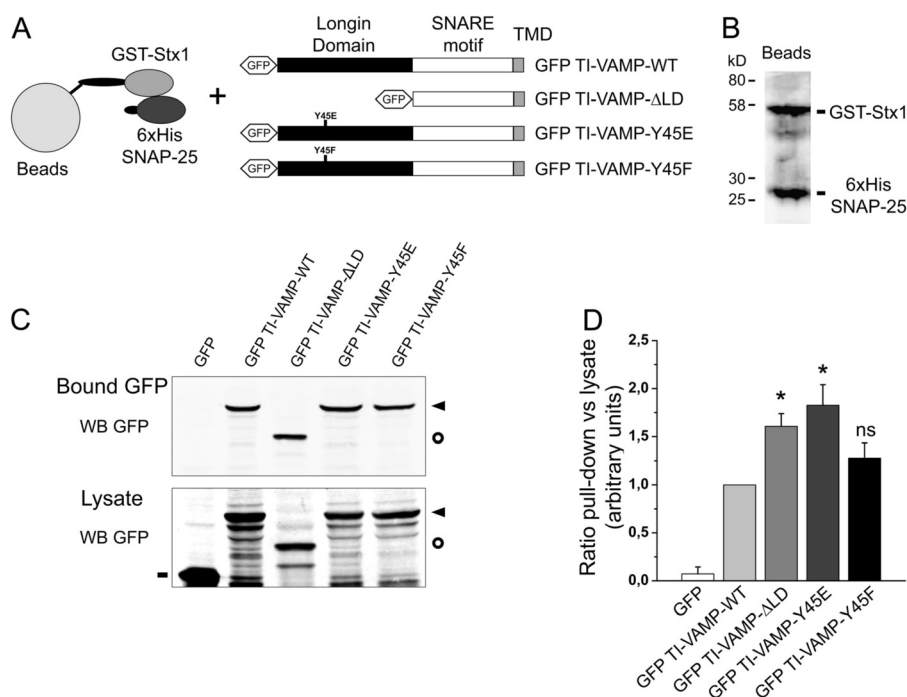 A
GST-Stx1
6xHis
SNAP-25
Beads
+
Longin
Domain
SNARE
motif
TMD
GFP
GFP TI-VAMP-WT
GFP
GFP TI-VAMP-ΔLD
Y45E
GFP
GFP TI-VAMP-Y45E
Y45F
GFP
GFP TI-VAMP-Y45F
B
Beads
kD
80
58
30
25
GST-Stx1
6xHis
SNAP-25
C
GFP
GFP TI-VAMP-WT
GFP TI-VAMP-ΔLD
GFP TI-VAMP-Y45E
GFP TI-VAMP-Y45F
Bound GFP
WB GFP
Lysate
WB GFP
D
Ratio pull-down vs lysate
(arbitrary units)
2,5
2,0
1,5
1,0
0,5
0,0
*
*
ns
GFP
GFP TI-VAMP-WT
GFP TI-VAMP-ΔLD
GFP TI-VAMP-Y45E
GFP TI-VAMP-Y45F